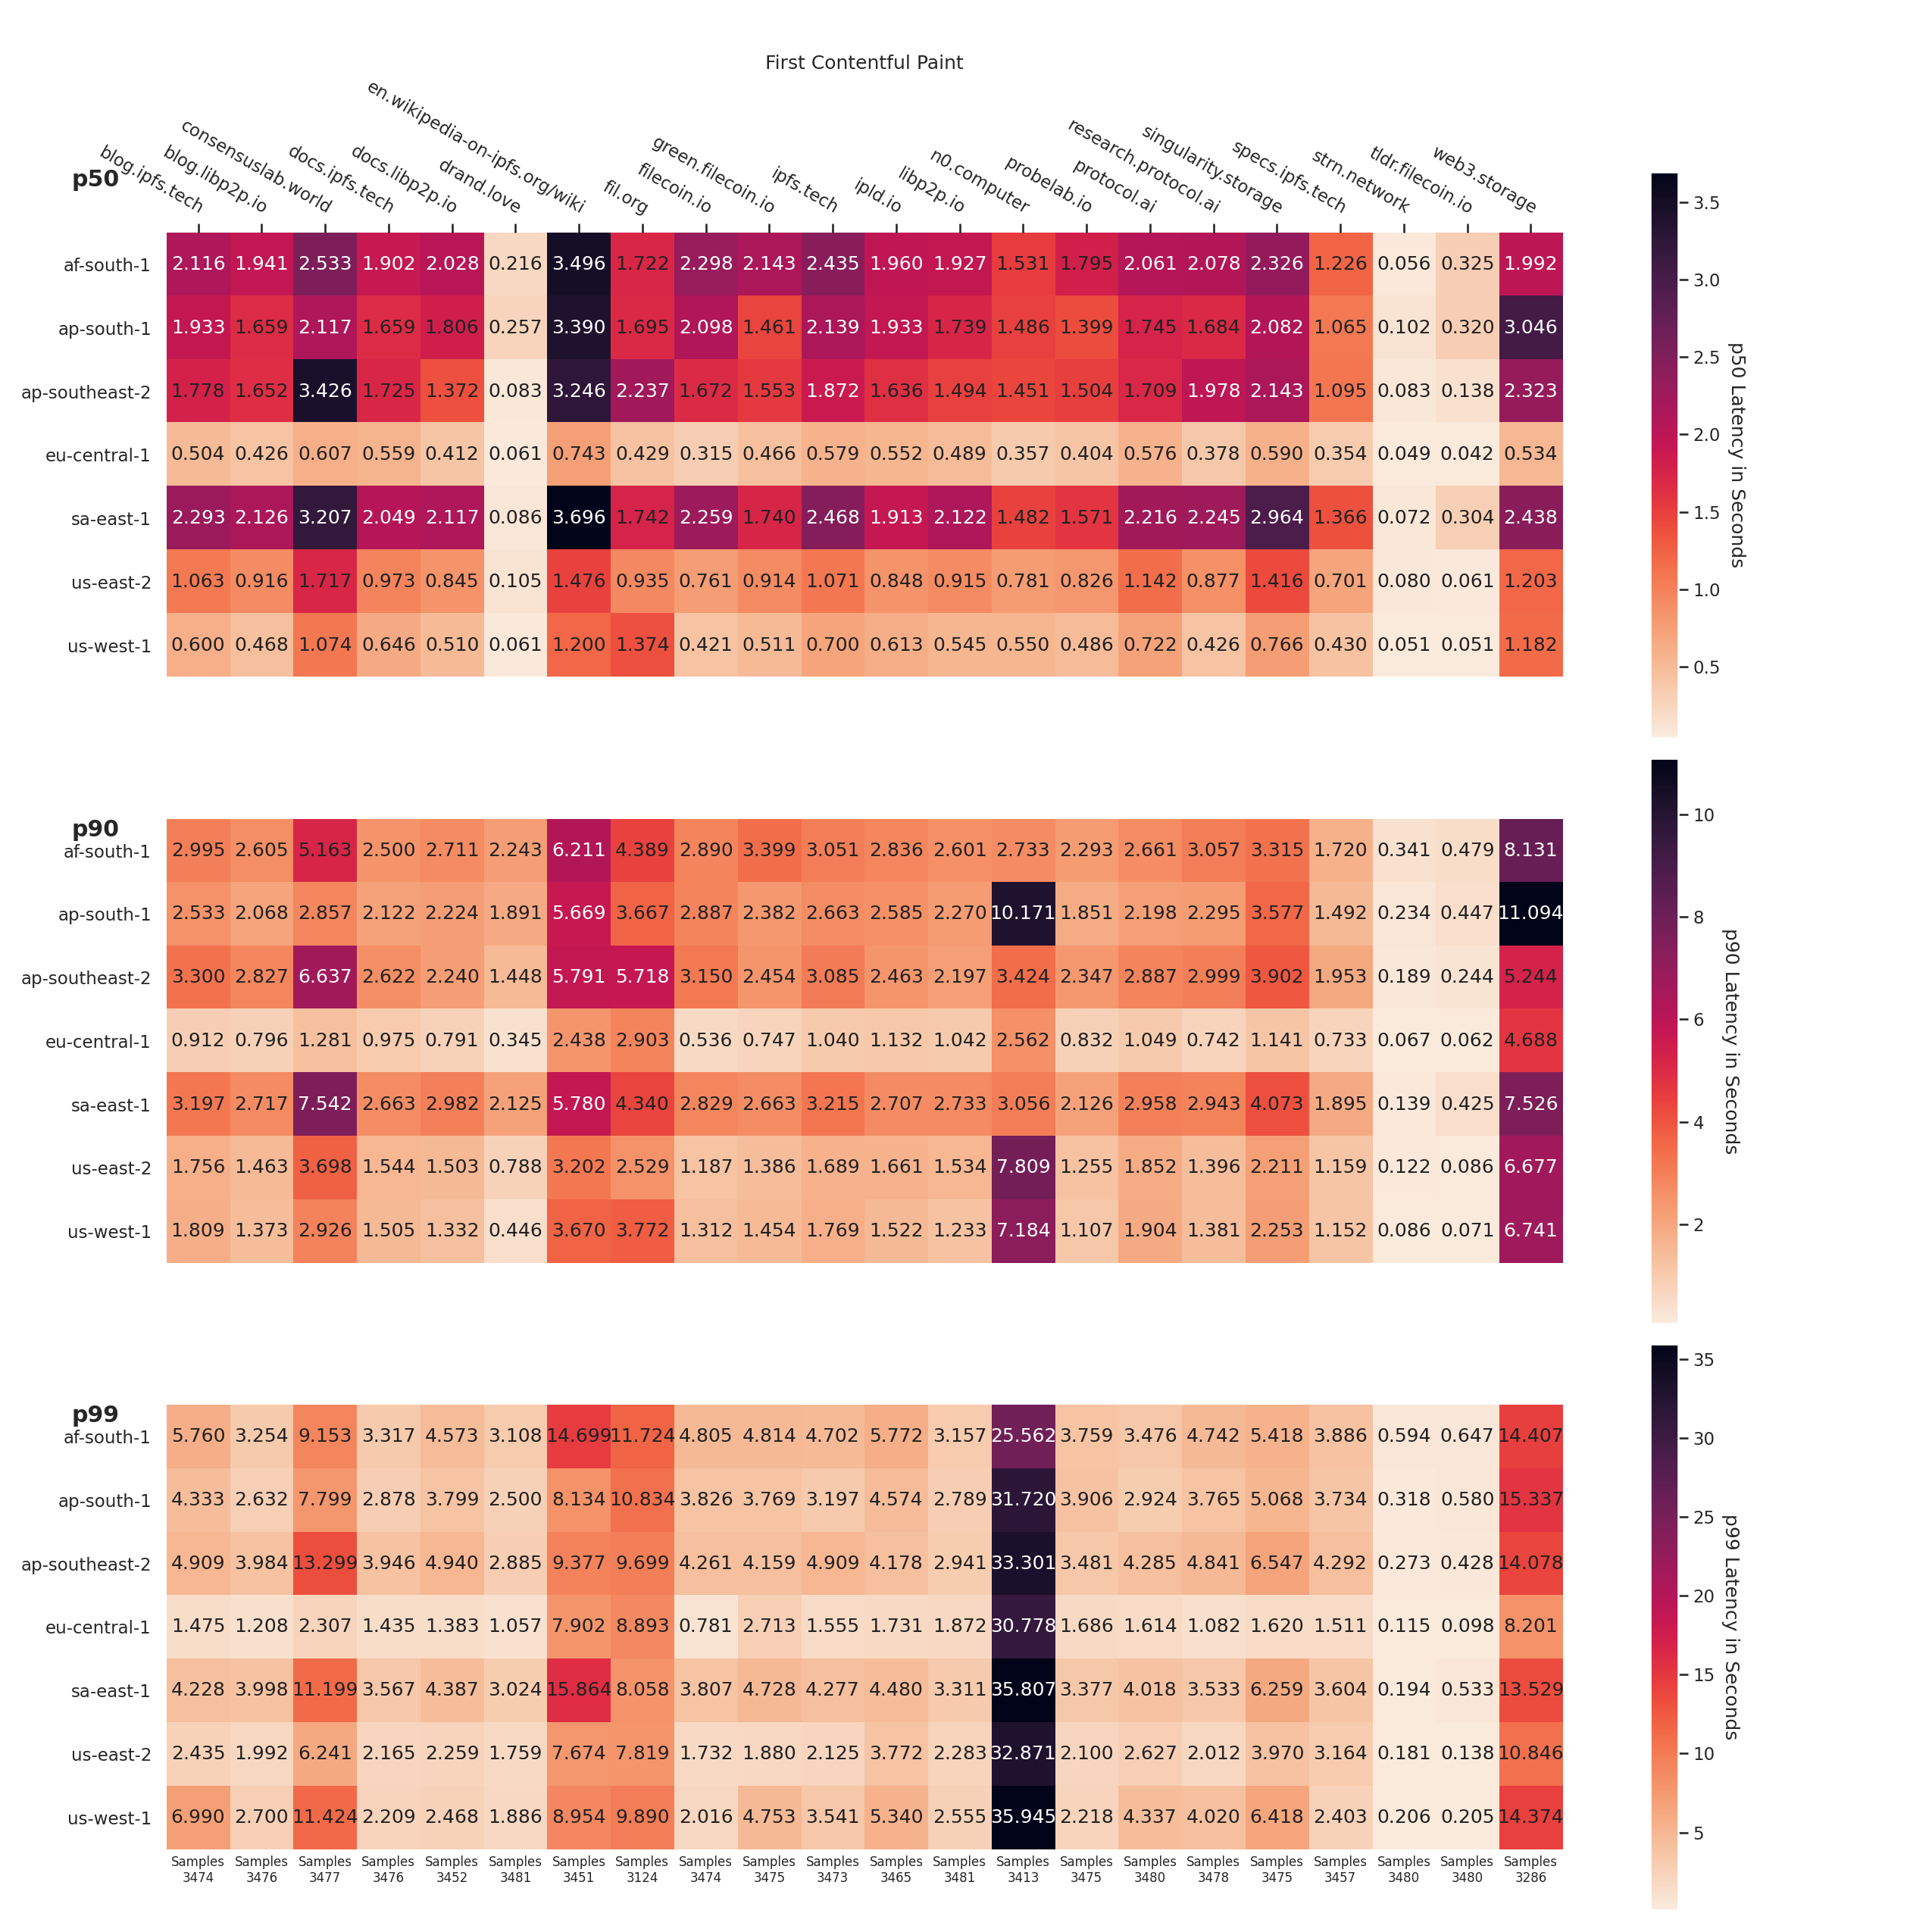 First Contentful Paint
p50
blog.ipfs.tech
blog.libp2p.io
consensuslab.world
docs.ipfs.tech
docs.libp2p.io
drand.love
en.wikipedia-on-ipfs.org/wiki
fil.org
filecoin.io
green.filecoin.io
ipfs.tech
ipld.io
libp2p.io
n0.computer
probelab.io
protocol.ai
research.protocol.ai
singularity.storage
specs.ipfs.tech
strn.network
tldr.filecoin.io
web3.storage
af-south-1 2.116 1.941 2.533 1.902 2.028 0.216 3.496 1.722 2.298 2.143 2.435 1.960 1.927 1.531 1.795 2.061 2.078 2.326 1.226 0.056 0.325 1.992
ap-south-1 1.933 1.659 2.117 1.659 1.806 0.257 3.390 1.695 2.098 1.461 2.139 1.933 1.739 1.486 1.399 1.745 1.684 2.082 1.065 0.102 0.320 3.046
ap-southeast-2 1.778 1.652 3.426 1.725 1.372 0.083 3.246 2.237 1.672 1.553 1.872 1.636 1.494 1.451 1.504 1.709 1.978 2.143 1.095 0.083 0.138 2.323
eu-central-1 0.504 0.426 0.607 0.559 0.412 0.061 0.743 0.429 0.315 0.466 0.579 0.552 0.489 0.357 0.404 0.576 0.378 0.590 0.354 0.049 0.042 0.534
sa-east-1 2.293 2.126 3.207 2.049 2.117 0.086 3.696 1.742 2.259 1.740 2.468 1.913 2.122 1.482 1.571 2.216 2.245 2.964 1.366 0.072 0.304 2.438
us-east-2 1.063 0.916 1.717 0.973 0.845 0.105 1.476 0.935 0.761 0.914 1.071 0.848 0.915 0.781 0.826 1.142 0.877 1.416 0.701 0.080 0.061 1.203
us-west-1 0.600 0.468 1.074 0.646 0.510 0.061 1.200 1.374 0.421 0.511 0.700 0.613 0.545 0.550 0.486 0.722 0.426 0.766 0.430 0.051 0.051 1.182
3.5
3.0
2.5
2.0
1.5
1.0
0.5
p50 Latency in Seconds
p90
af-south-1 2.995 2.605 5.163 2.500 2.711 2.243 6.211 4.389 2.890 3.399 3.051 2.836 2.601 2.733 2.293 2.661 3.057 3.315 1.720 0.341 0.479 8.131
ap-south-1 2.533 2.068 2.857 2.122 2.224 1.891 5.669 3.667 2.887 2.382 2.663 2.585 2.270 10.171 1.851 2.198 2.295 3.577 1.492 0.234 0.447 11.094
ap-southeast-2 3.300 2.827 6.637 2.622 2.240 1.448 5.791 5.718 3.150 2.454 3.085 2.463 2.197 3.424 2.347 2.887 2.999 3.902 1.953 0.189 0.244 5.244
eu-central-1 0.912 0.796 1.281 0.975 0.791 0.345 2.438 2.903 0.536 0.747 1.040 1.132 1.042 2.562 0.832 1.049 0.742 1.141 0.733 0.067 0.062 4.688
sa-east-1 3.197 2.717 7.542 2.663 2.982 2.125 5.780 4.340 2.829 2.663 3.215 2.707 2.733 3.056 2.126 2.958 2.943 4.073 1.895 0.139 0.425 7.526
us-east-2 1.756 1.463 3.698 1.544 1.503 0.788 3.202 2.529 1.187 1.386 1.689 1.661 1.534 7.809 1.255 1.852 1.396 2.211 1.159 0.122 0.086 6.677
us-west-1 1.809 1.373 2.926 1.505 1.332 0.446 3.670 3.772 1.312 1.454 1.769 1.522 1.233 7.184 1.107 1.904 1.381 2.253 1.152 0.086 0.071 6.741
10
8
6
4
2
p90 Latency in Seconds
p99
af-south-1 5.760 3.254 9.153 3.317 4.573 3.108 14.699 11.724 4.805 4.814 4.702 5.772 3.157 25.562 3.759 3.476 4.742 5.418 3.886 0.594 0.647 14.407
ap-south-1 4.333 2.632 7.799 2.878 3.799 2.500 8.134 10.834 3.826 3.769 3.197 4.574 2.789 31.720 3.906 2.924 3.765 5.068 3.734 0.318 0.580 15.337
ap-southeast-2 4.909 3.984 13.299 3.946 4.940 2.885 9.377 9.699 4.261 4.159 4.909 4.178 2.941 33.301 3.481 4.285 4.841 6.547 4.292 0.273 0.428 14.078
eu-central-1 1.475 1.208 2.307 1.435 1.383 1.057 7.902 8.893 0.781 2.713 1.555 1.731 1.872 30.778 1.686 1.614 1.082 1.620 1.511 0.115 0.098 8.201
sa-east-1 4.228 3.998 11.199 3.567 4.387 3.024 15.864 8.058 3.807 4.728 4.277 4.480 3.311 35.807 3.377 4.018 3.533 6.259 3.604 0.194 0.533 13.529
us-east-2 2.435 1.992 6.241 2.165 2.259 1.759 7.674 7.819 1.732 1.880 2.125 3.772 2.283 32.871 2.100 2.627 2.012 3.970 3.164 0.181 0.138 10.846
us-west-1 6.990 2.700 11.424 2.209 2.468 1.886 8.954 9.890 2.016 4.753 3.541 5.340 2.555 35.945 2.218 4.337 4.020 6.418 2.403 0.206 0.205 14.374
Samples Samples Samples Samples Samples Samples Samples Samples Samples Samples Samples Samples Samples Samples Samples Samples Samples Samples Samples Samples Samples Samples
3474 3476 3477 3476 3452 3481 3451 3124 3474 3475 3473 3465 3481 3413 3475 3480 3478 3475 3457 3480 3480 3286
35
30
25
20
15
10
5
p99 Latency in Seconds